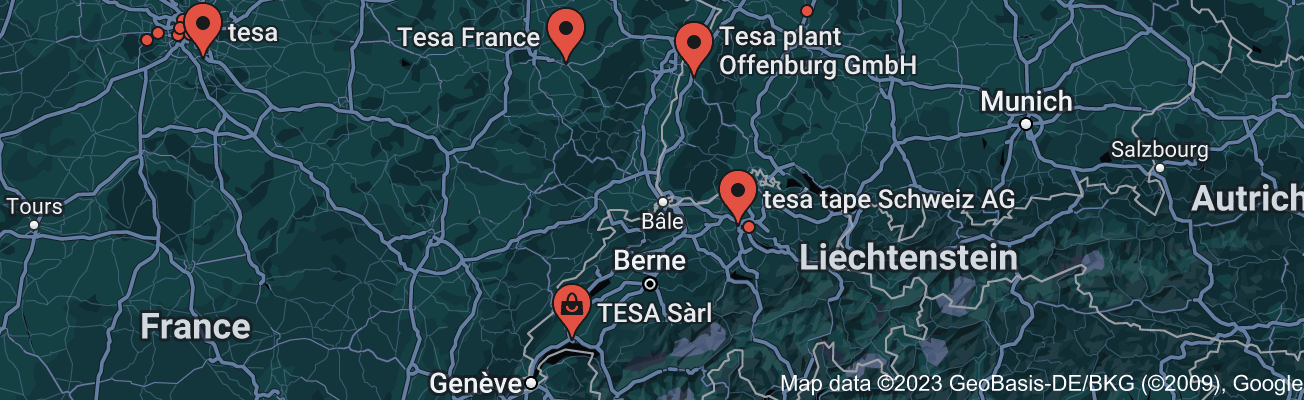 tesa
Tesa France
Tesa plant
Offenburg GmbH
Munich
Salzbourg
Tours
Bâle
tesa tape Schweiz AG
Autrich
Berne
Liechtenstein
France
TESA Sàrl
Genève
Map data ©2023 GeoBasis-DE/BKG (©2009), Google